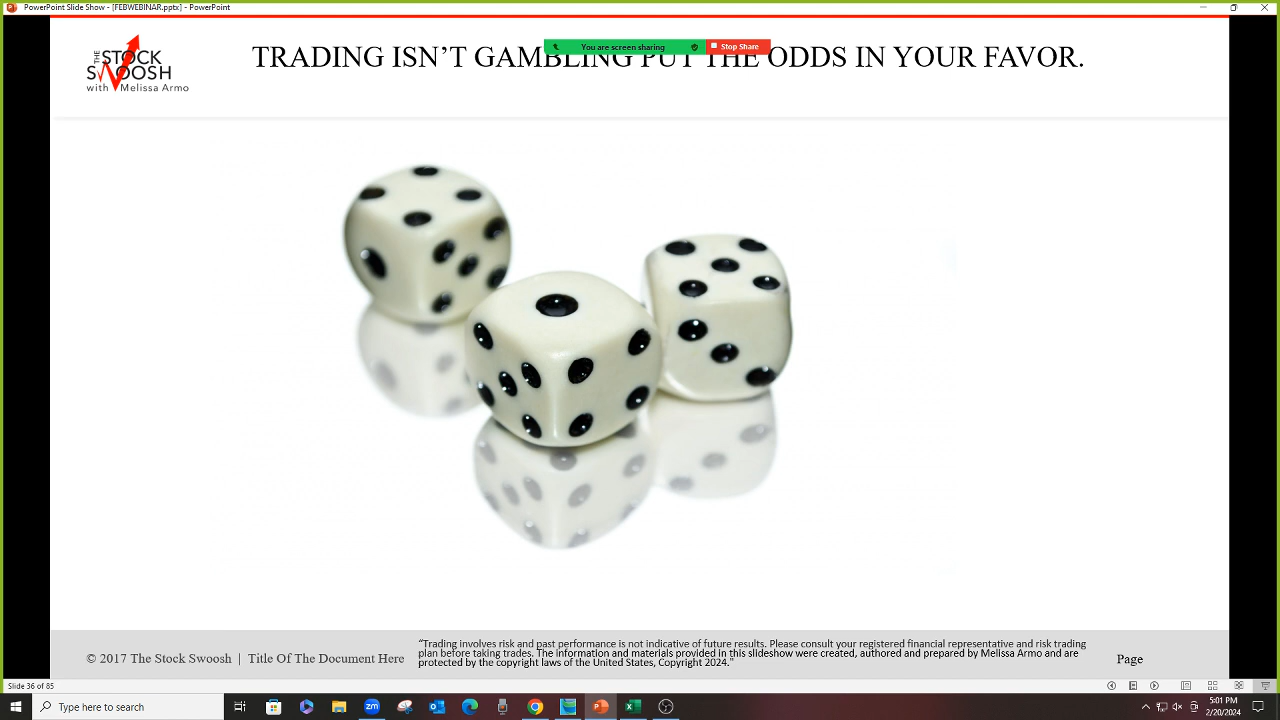 PowerPoint Slide Show - [FEBWEBINAR.pptx] - PowerPoint
You are screen sharing
Stop Share
THE STOCK
SWOOSH
with Melissa Armo
TRADING ISN'T GAMBLING PUT THE ODDS IN YOUR FAVOR.
© 2017 The Stock Swoosh | Title Of The Document Here
“Trading involves risk and past performance is not indicative of future results. Please consult your registered financial representative and risk trading
plan before taking trades. The information and materials provided in this slideshow were created, authored and prepared by Melissa Armo and are
protected by the copyright laws of the United States, Copyright 2024."
Page
Slide 36 of 85
Type here to search
zm
5:01 PM
2/20/2024